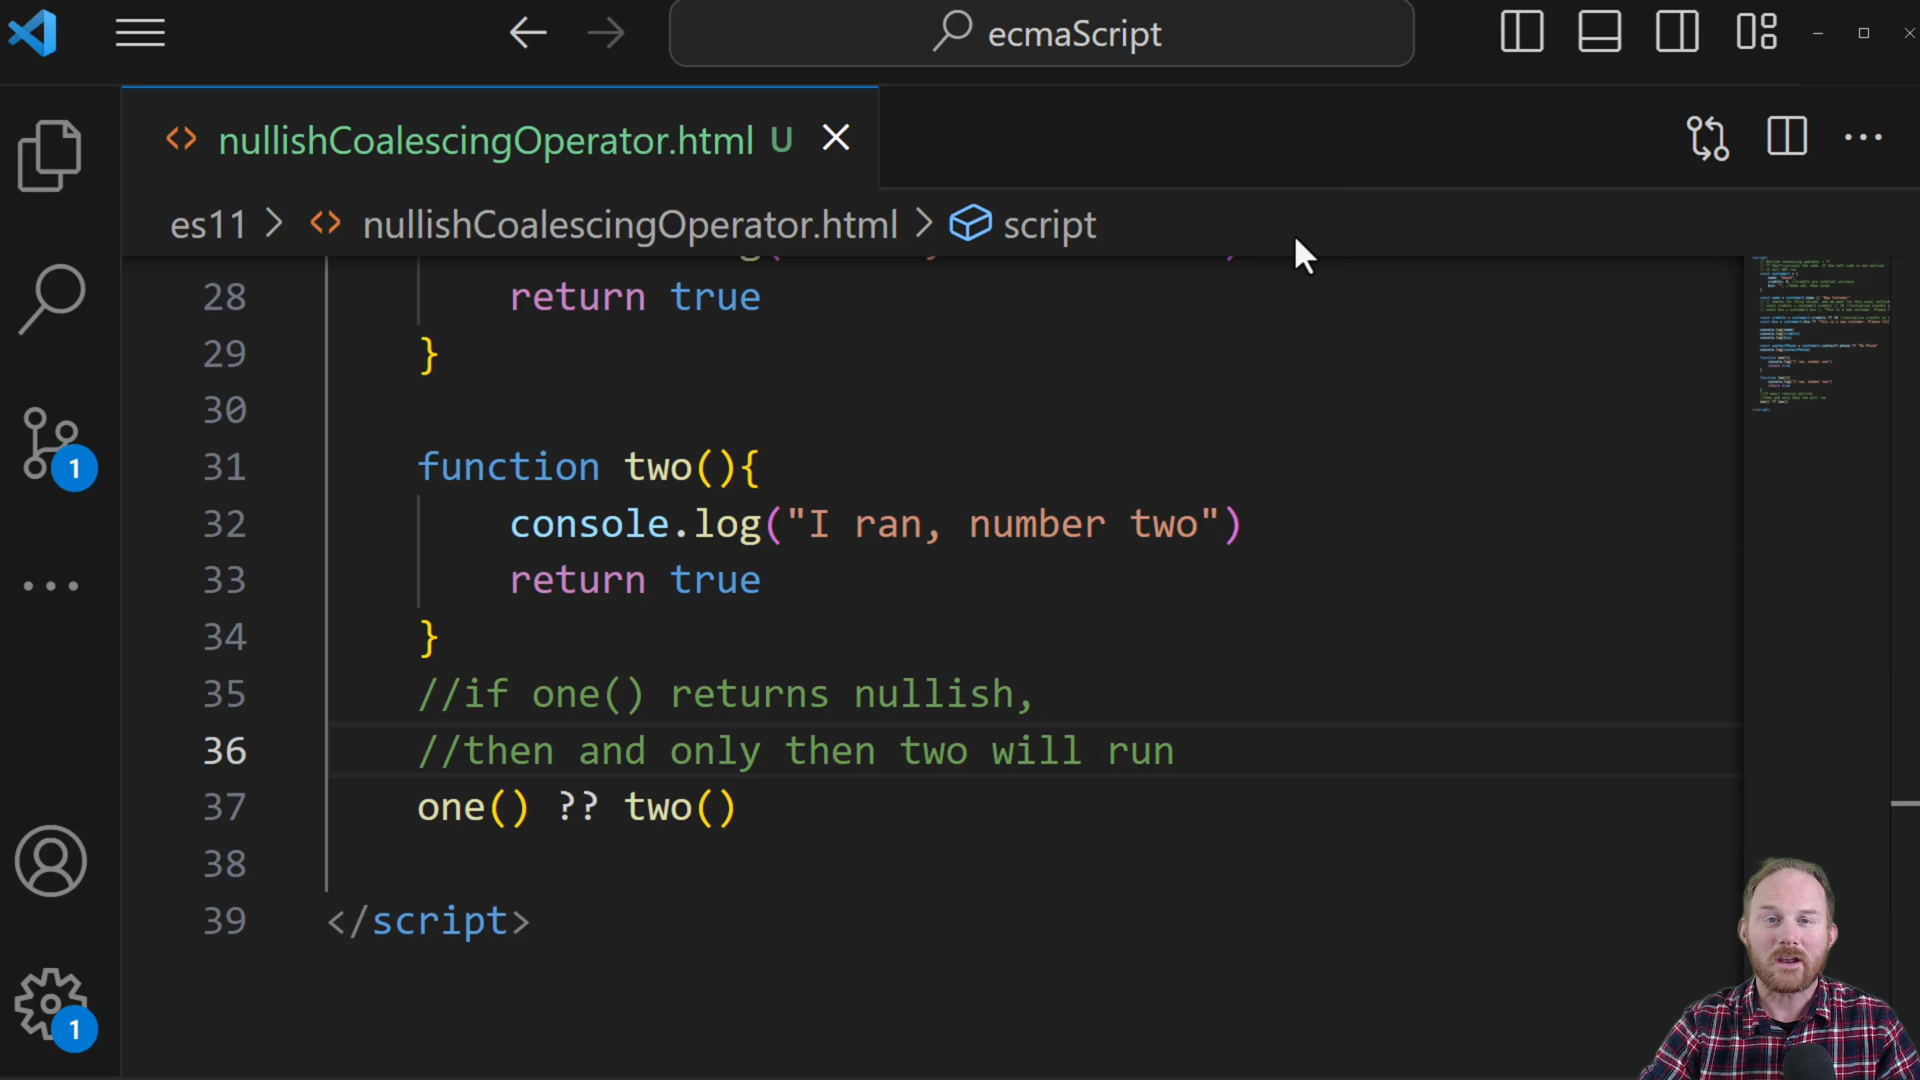 ecmaScript
nullishCoalescingOperator.html U
es11 > nullishCoalescingOperator.html > script
28 return true
29 }
30
31 function two(){
32 console.log("I ran, number two")
33 return true
34 }
35 //if one() returns nullish,
36 //then and only then two will run
37 one() ?? two()
38
39 </script>
1
1